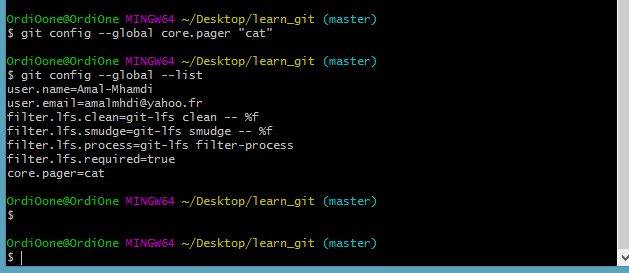 OrdiOone@OrdiOne MINGW64 ~/Desktop/learn_git (master)
$ git config --global core.pager "cat"
OrdiOone@OrdiOne MINGW64 ~/Desktop/learn_git (master)
$ git config --global --list
user.name=Amal-Mhamdi
user.email=amalmhdi@yahoo.fr
filter.lfs.clean=git-lfs clean -- %f
filter.lfs.smudge=git-lfs smudge -- %f
filter.lfs.process=git-lfs filter-process
filter.lfs.required=true
core.pager=cat
OrdiOone@OrdiOne MINGW64 ~/Desktop/learn_git (master)
$
OrdiOone@OrdiOne MINGW64 ~/Desktop/learn_git (master)
$